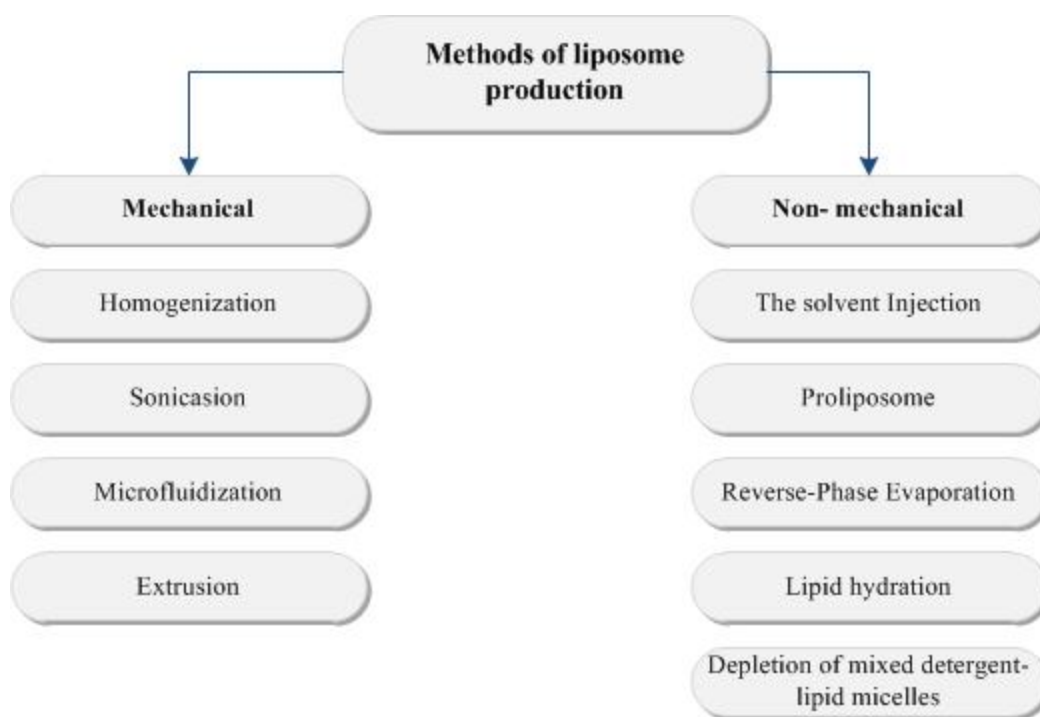 Methods of liposome
production
Mechanical
Homogenization
Sonicasion
Microfluidization
Extrusion
Non- mechanical
The solvent Injection
Proliposome
Reverse-Phase Evaporation
Lipid hydration
Depletion of mixed detergent-
lipid micelles